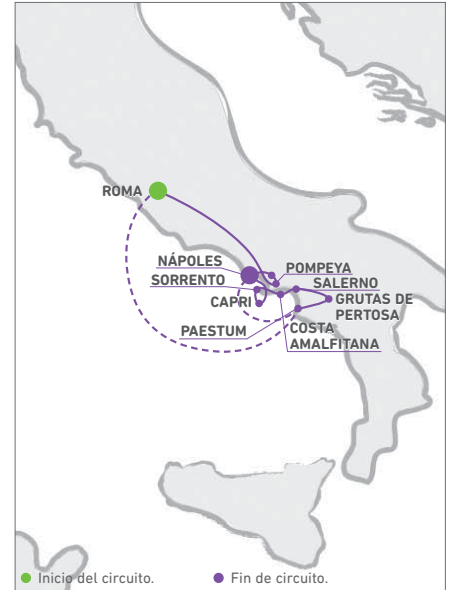 ROMA
NÁPOLES
SORRENTO
CAPRI
PAESTUM
POMPEYA
SALERNO
GRUTAS DE
PERTOSA
COSTA
AMALFITANA
Inicio del circuito.
Fin de circuito.